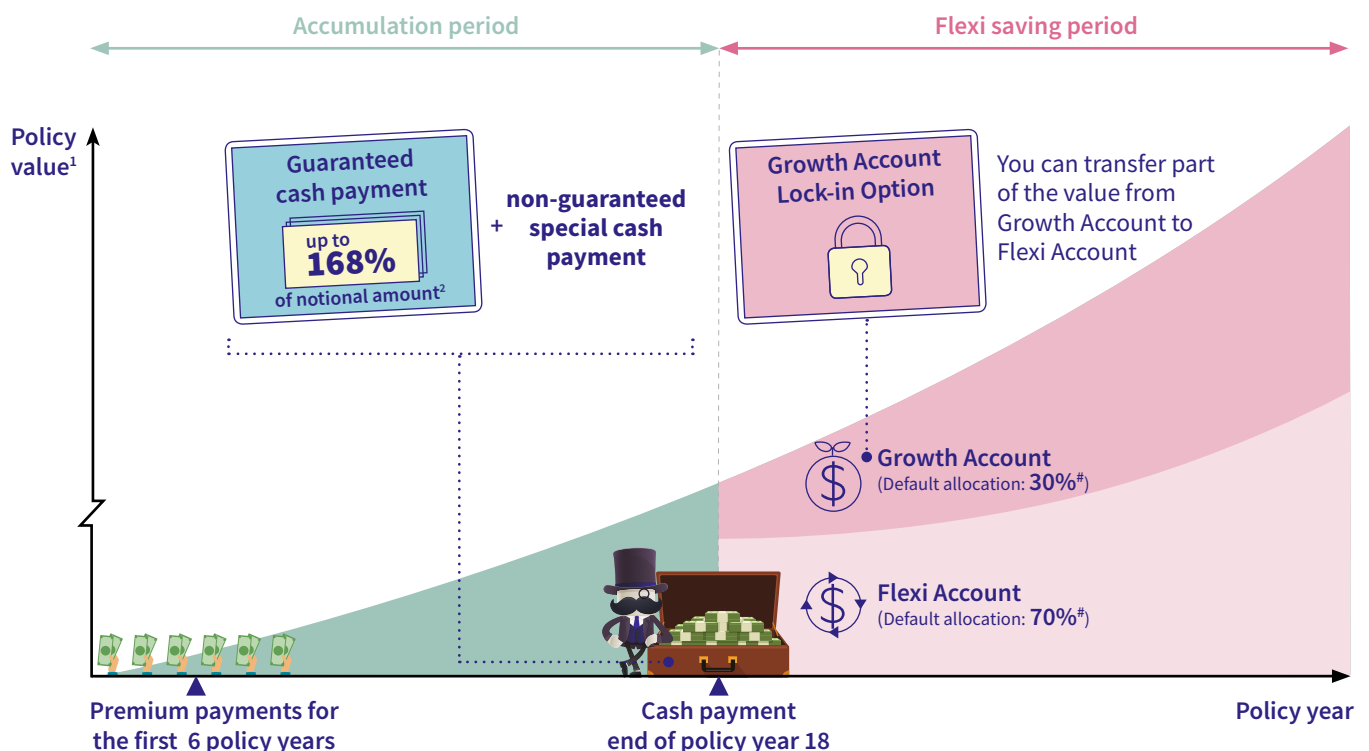 Accumulation period
Flexi saving period
Policy
value¹
Guaranteed
cash payment
up to
168%
of notional amount²
+
non-guaranteed
special cash
payment
Growth Account
Lock-in Option
You can transfer part
of the value from
Growth Account to
Flexi Account
$
Growth Account
(Default allocation: 30%#)
$
Flexi Account
(Default allocation: 70%#)
Premium payments for
the first 6 policy years
Cash payment
end of policy year 18
Policy year